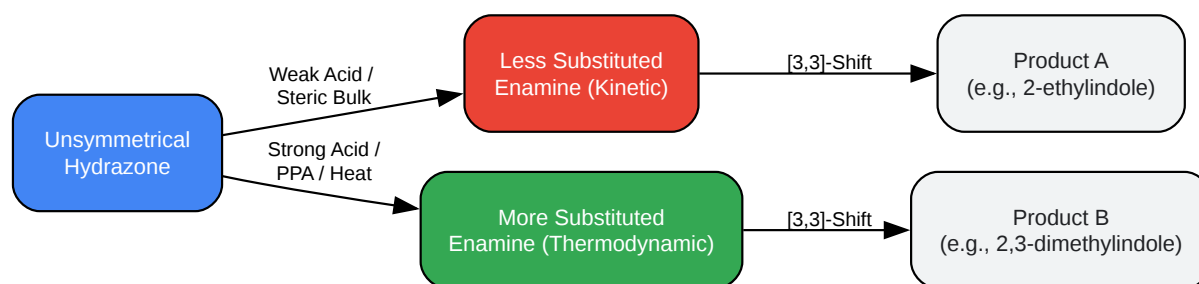 Unsymmetrical
Hydrazone
Weak Acid /
Steric Bulk
Strong Acid /
PPA / Heat
Less Substituted
Enamine (Kinetic)
More Substituted
Enamine (Thermodynamic)
[3,3]-Shift
[3,3]-Shift
Product A
(e.g., 2-ethylindole)
Product B
(e.g., 2,3-dimethylindole)